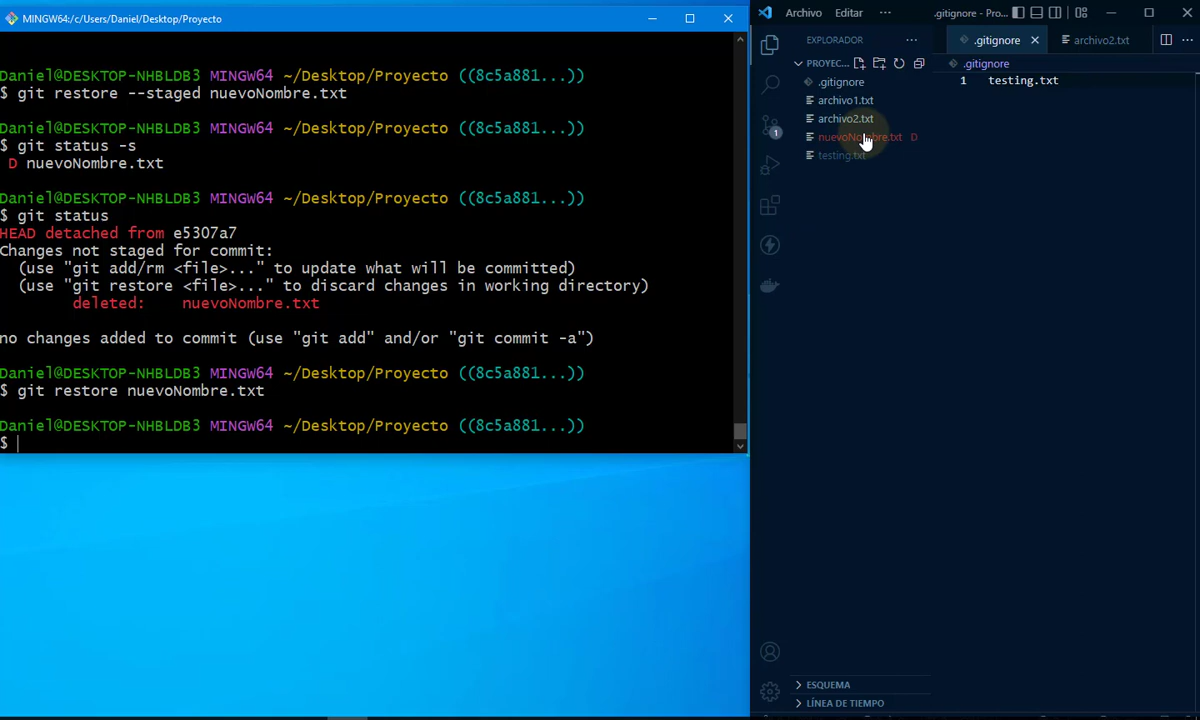 MINGW64:/c/Users/Daniel/Desktop/Proyecto
Daniel@DESKTOP-NHBLDB3 MINGW64 ~/Desktop/Proyecto ((8c5a881...))
$ git restore --staged nuevoNombre.txt
Daniel@DESKTOP-NHBLDB3 MINGW64 ~/Desktop/Proyecto ((8c5a881...))
$ git status -s
D nuevoNombre.txt
Daniel@DESKTOP-NHBLDB3 MINGW64 ~/Desktop/Proyecto ((8c5a881...))
$ git status
HEAD detached from e5307a7
Changes not staged for commit:
(use "git add/rm <file>..." to update what will be committed)
(use "git restore <file>..." to discard changes in working directory)
deleted: nuevoNombre.txt
no changes added to commit (use "git add" and/or "git commit -a")
Daniel@DESKTOP-NHBLDB3 MINGW64 ~/Desktop/Proyecto ((8c5a881...))
$ git restore nuevoNombre.txt
Daniel@DESKTOP-NHBLDB3 MINGW64 ~/Desktop/Proyecto ((8c5a881...))
$
Archivo Editar ··· .gitignore - Pro...
EXPLORADOR ···
PROYEC...
.gitignore
archivo1.txt
archivo2.txt
nuevoNombre.txt D
testing.txt
1
ESQUEMA
LÍNEA DE TIEMPO
.gitignore archivo2.txt ···
.gitignore
1 testing.txt